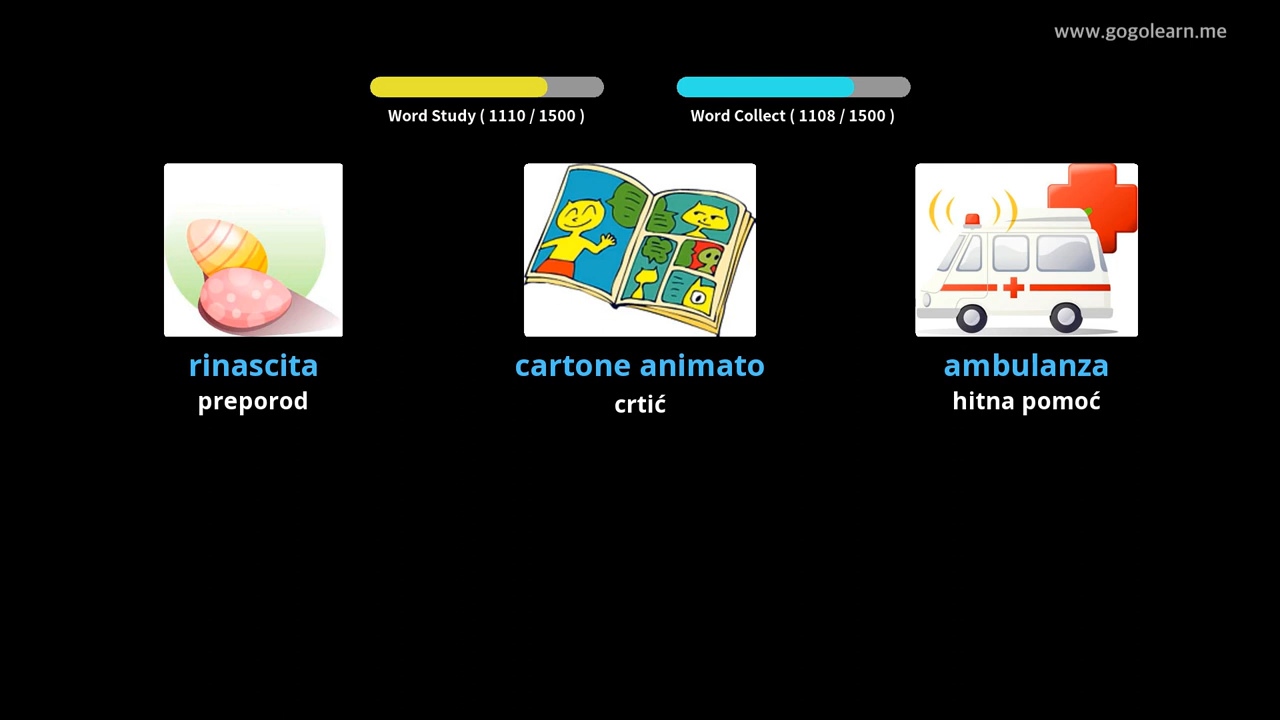 www.gogolearn.me
Word Study ( 1110 / 1500 )
Word Collect ( 1108 / 1500 )
rinascita
preporod
cartone animato
crtić
ambulanza
hitna pomoć